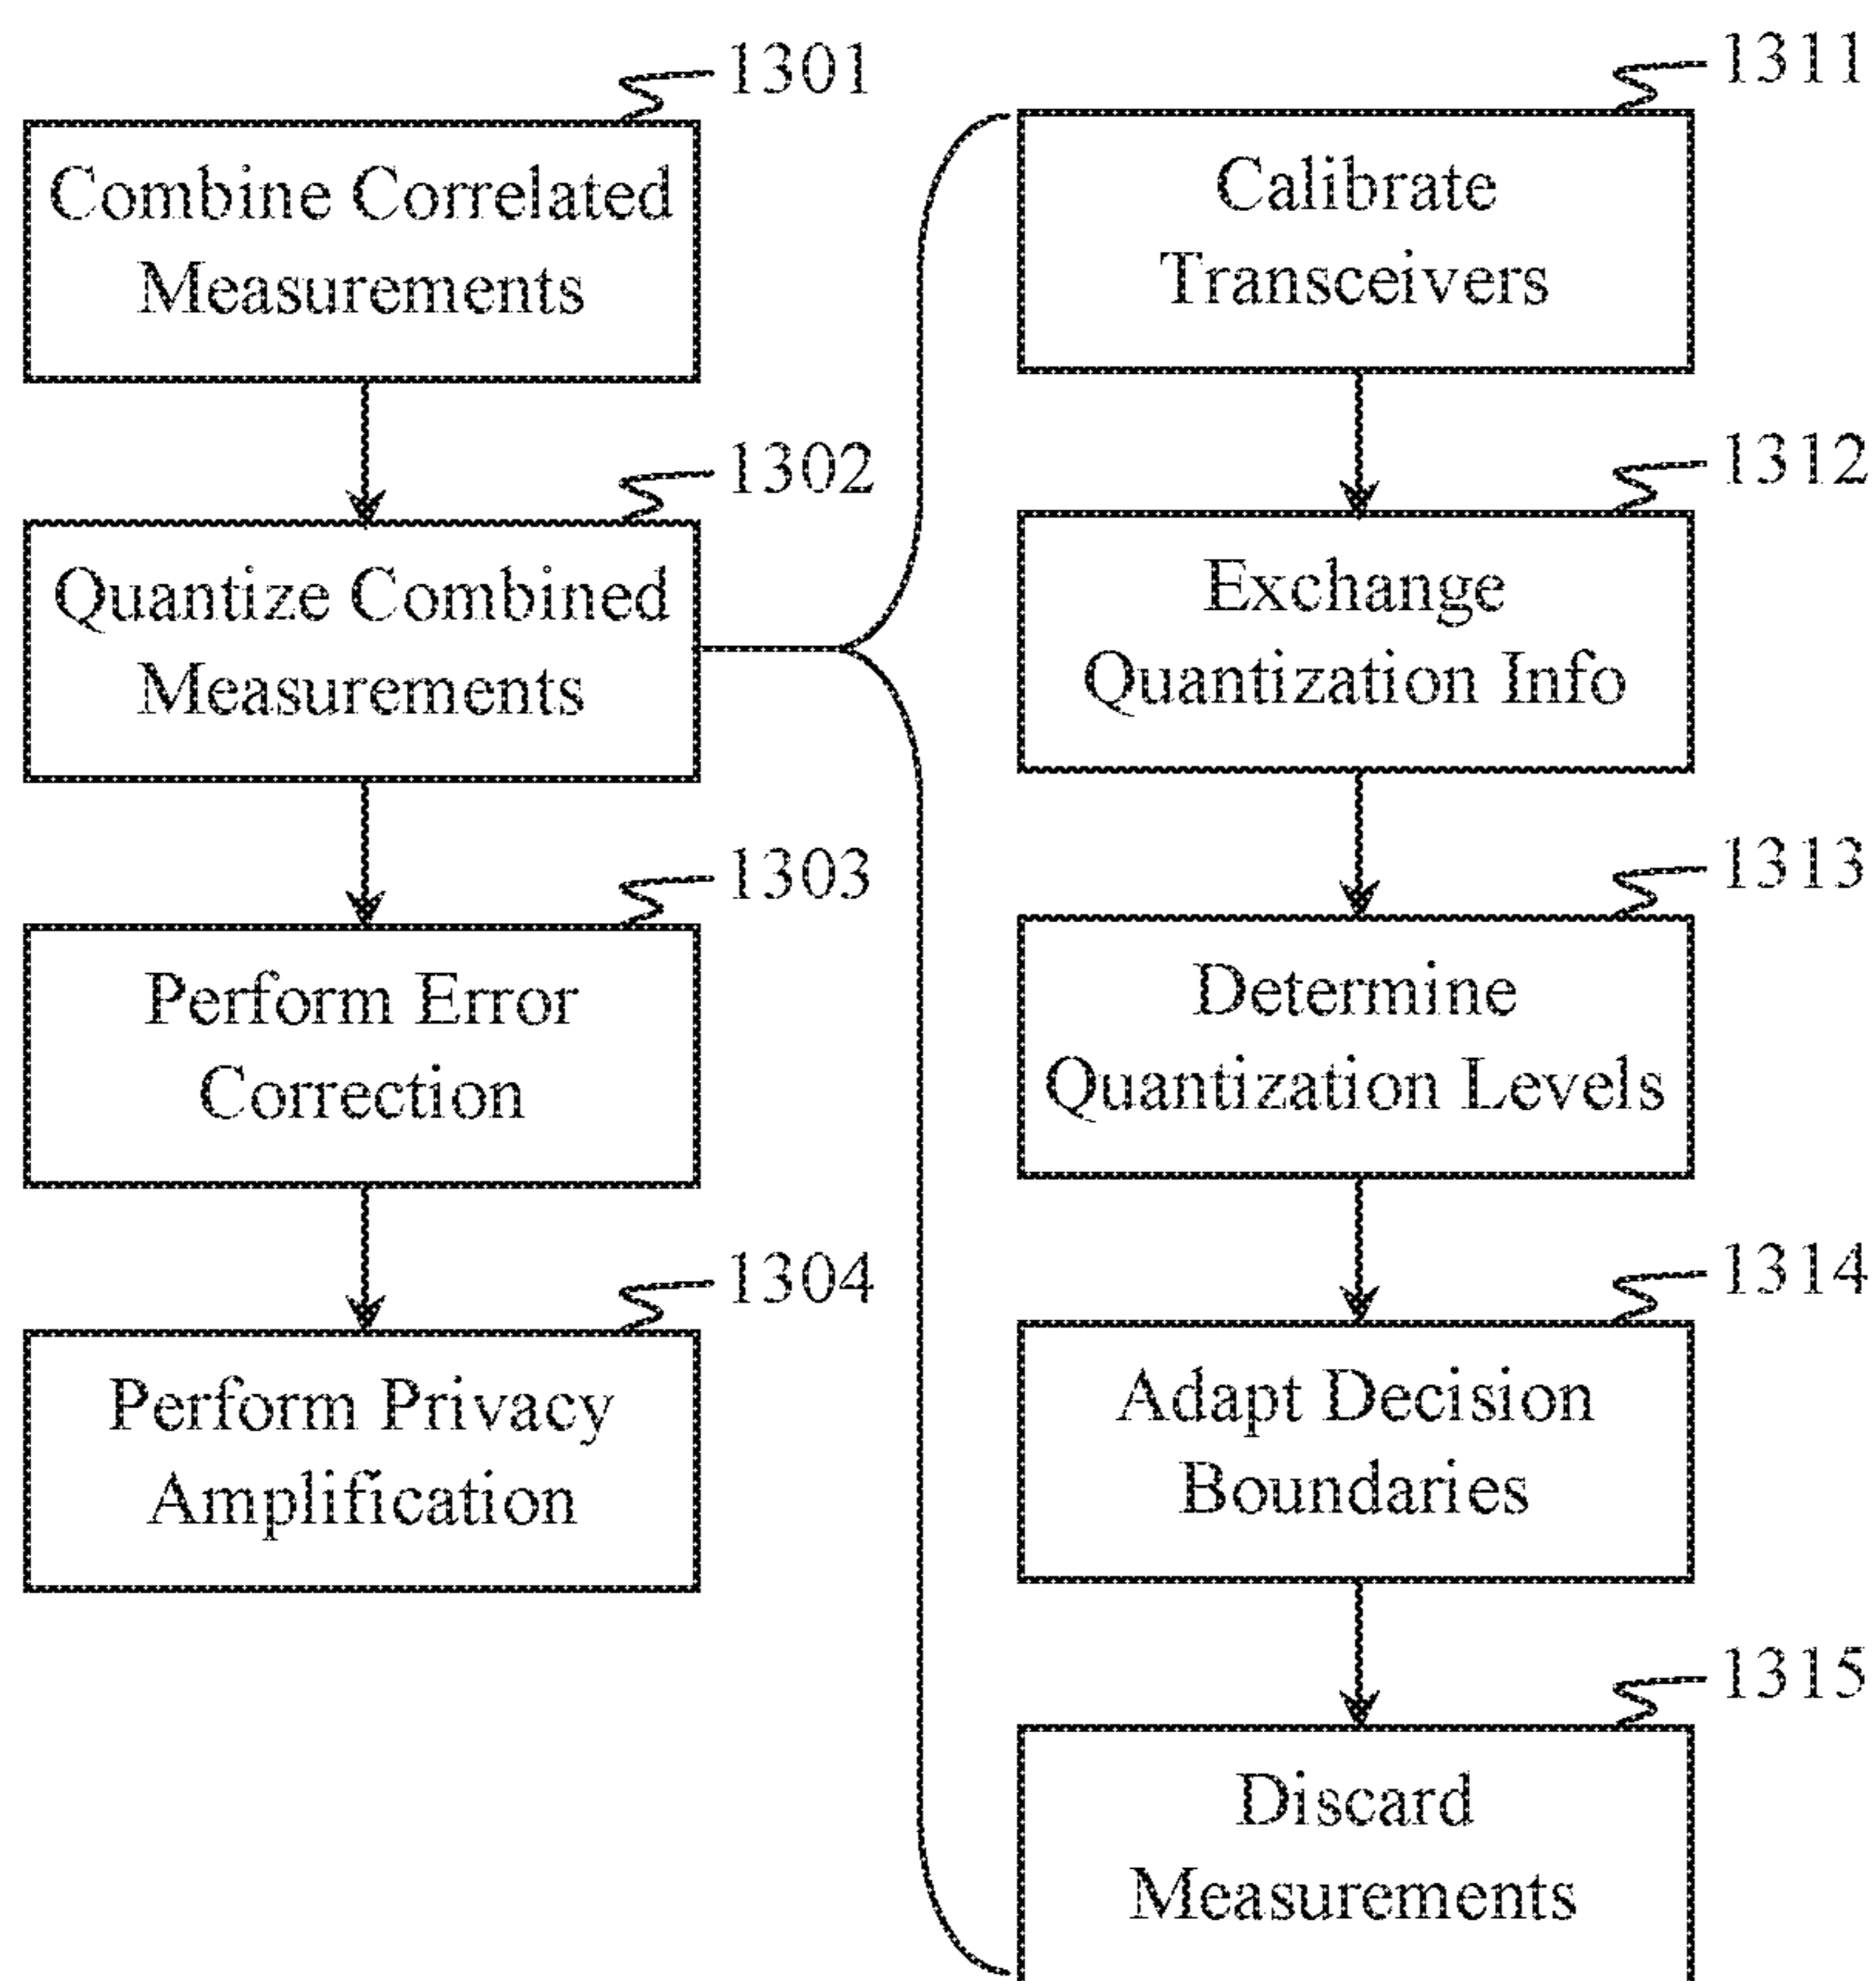 1301
Combine Correlated
Measurements
1302
Quantize Combined
Measurements
1303
Perform Error
Correction
1304
Perform Privacy
Amplification
1311
Calibrate
Transceivers
1312
Exchange
Quantization Info
1313
Determine
Quantization Levels
1314
Adapt Decision
Boundaries
1315
Discard
Measurements